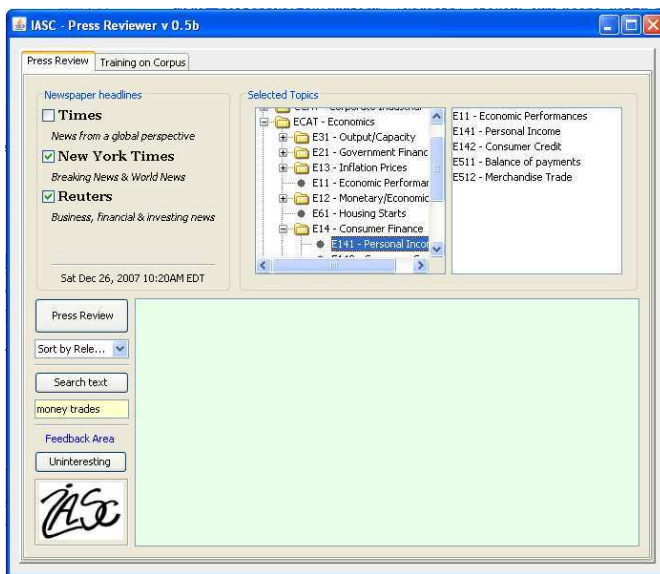 IASC - Press Reviewer v 0.5b
Press Review
Training on Corpus
Newspaper headlines
Times
News from a global perspective
New York Times
Breaking News & World News
Reuters
Business, financial & investing news
Sat Dec 26, 2007 10:20AM EDT
Selected Topics
ECAT - Economics
E31 - Output/Capacity
E21 - Government Financ
E13 - Inflation Prices
E11 - Economic Performar
E12 - Monetary/Economic
E61 - Housing Starts
E14 - Consumer Finance
E141 - Personal Incor
E11 - Economic Performances
E141 - Personal Income
E142 - Consumer Credit
E511 - Balance of payments
E512 - Merchandise Trade
Press Review
Sort by Rele...
Search text
money trades
Feedback Area
Uninteresting
IASC